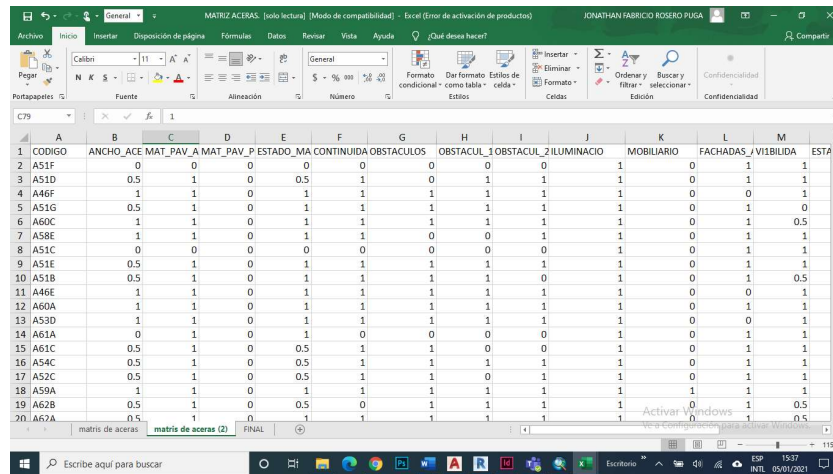 General
MATRIZ ACERAS. [solo lectura] [Modo de compatibilidad] - Excel (Error de activación de productos)
JONATHAN FABRICIO ROSERO PUGA
Archivo Inicio Insertar Disposición de página Fórmulas Datos Revisar Vista Ayuda ¿Qué desea hacer? Compartir
Pegar
Calibri 11
N K S
General
$ % 000
Formato condicional
Dar formato como tabla
Estilos de celda
Insertar
Eliminar
Formato
Ordenar y filtrar
Buscar y seleccionar
Confidencialidad
Portapapeles Fuente Alineación Número Estilos Celdas Edición Confidencialidad
C79 fx 1
A B C D E F G H I J K L M
1 CODIGO ANCHO_ACE MAT_PAV_A MAT_PAV_P ESTADO_MA CONTINUIDA OBSTACULOS OBSTACUL_1 OBSTACUL_2 ILUMINACIO MOBILIARIO FACHADAS_A VI1BILIDA ESTA
2 A51F 0 0 0 0 0 0 0 0 1 0 1 1
3 A51D 0.5 1 0 0.5 1 0 1 0 1 0 1 1
4 A46F 1 1 0 1 1 1 1 1 1 0 0 1
5 A51G 0.5 1 0 1 1 1 1 1 1 0 1 0
6 A60C 1 1 0 1 1 1 1 1 1 0 1 0.5
7 A58E 1 1 0 1 1 0 0 1 1 0 1 1
8 A51C 0 0 0 0 0 0 1 0 1 0 1 1
9 A51E 0.5 1 0 1 1 1 1 1 1 0 1 1
10 A51B 0.5 1 0 1 1 1 1 0 1 0 1 0.5
11 A46E 1 1 0 1 1 1 1 1 1 0 0 1
12 A60A 1 1 0 1 1 1 1 1 1 0 1 1
13 A53D 1 1 0 1 1 1 1 1 1 0 0 1
14 A61A 0 1 0 1 0 0 0 0 1 0 1 1
15 A61C 0.5 1 0 0.5 1 1 0 0 1 0 1 1
16 A54C 0.5 1 0 0.5 1 1 1 1 1 0 1 1
17 A52C 0.5 1 0 0.5 1 1 0 1 1 0 1 1
18 A59A 1 1 0 1 1 1 1 1 1 0 1 1
19 A62B 0.5 1 0 0.5 0 1 1 1 1 0 1 0.5
20 A62A 0.5 1 0 1 1 1 1 1 1 0 1 0.5
Activar Windows
Ve a Configuración para activar Windows.
matris de aceras matris de aceras (2) FINAL
115
Escribe aquí para buscar
Escritorio
ESP
INTL
15:37
05/01/2021